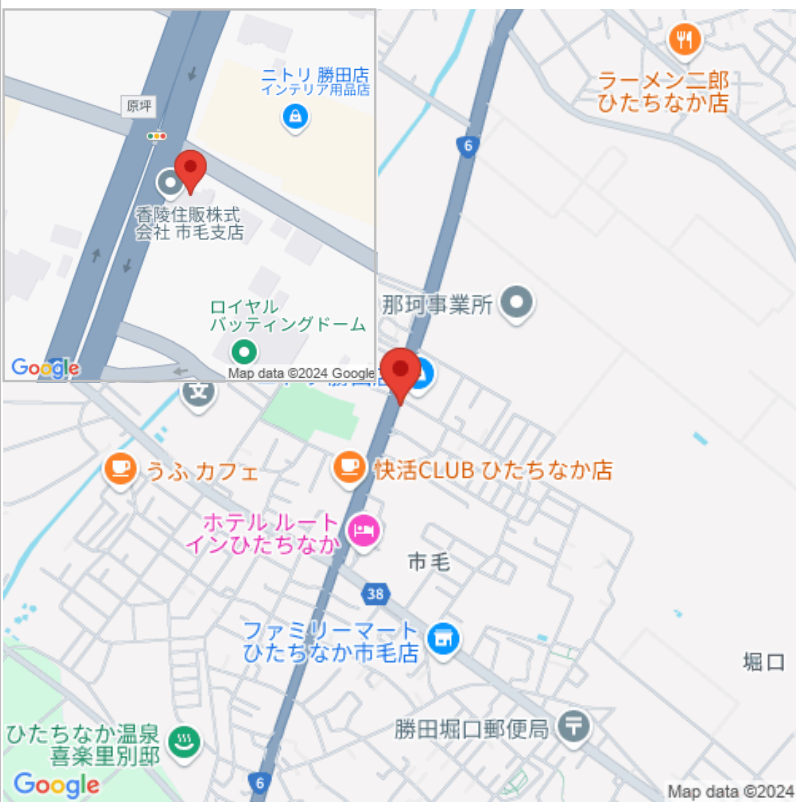 原坪
ニトリ 勝田店
インテリア用品店
香陵住販株式
会社 市毛支店
ロイヤル
バッティングドーム
Google
Map data ©2024 Google
ラーメン二郎
ひたちなか店
6
那珂事業所
文
うふ カフェ
快活CLUB ひたちなか店
ホテル ルート
インひたちなか
市毛
38
ファミリーマート
ひたちなか市毛店
堀口
勝田堀口郵便局
ひたちなか温泉
喜楽里別邸
6
Google
Map data ©2024